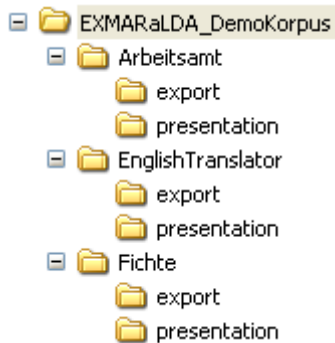 EXMARaLDA_DemoKorpus
Arbeitsamt
export
presentation
EnglishTranslator
export
presentation
Fichte
export
presentation